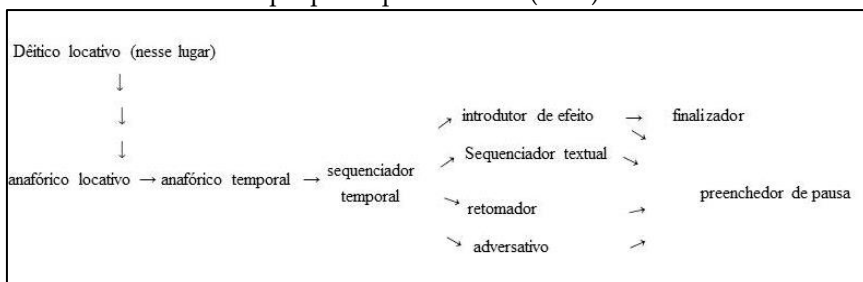 Dêitico locativo (nesse lugar)
↓
↓
↓
anafórico locativo → anafórico temporal → sequenciador temporal
↗ introdutor de efeito → finalizador
↘
↗ Sequenciador textual ↘
↘ retomador ↗
↘ adversativo ↗
preenchedor de pausa